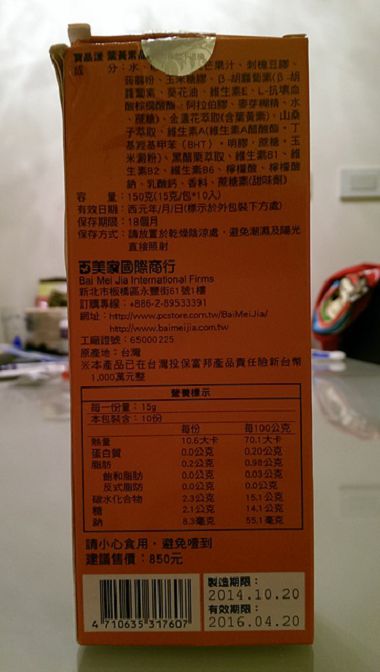 寶晶護 葉黃素晶
成 分：水、芒果汁、刺槐豆膠、
蒟蒻粉、玉米糖膠、β-胡蘿蔔素(β-胡
蘿蔔素、葵花油、維生素E、L-抗壞血
酸棕櫚酸酯、阿拉伯膠、麥芽糊精、水
、蔗糖)、金盞花萃取(含葉黃素)、山桑
子萃取、維生素A(維生素A醋酸酯、丁
基羥基甲苯（BHT）、明膠、蔗糖、玉
米澱粉)、黑醋栗萃取、維生素B1、維
生素B2、維生素B6、檸檬酸、檸檬酸
鈉、乳酸鈣、香料、蔗糖素(甜味劑)
容 量：150克(15克/包*10入)
有效日期：西元年/月/日(標示於外包裝下方處)
保存期限：18個月
保存方式：請放置於乾燥陰涼處，避免潮濕及陽光
直接照射
百美家國際商行
Bai Mei Jia International Firms
新北市板橋區永豐街61號1樓
訂購專線：+886-2-89533391
網址：http://www.pcstore.com.tw/BaiMeiJia/
http://www.baimeijia.com.tw
工廠證號：65000225
原產地：台灣
※本產品已在台灣投保富邦產品責任險新台幣
1,000萬元整
營養標示
每一份量：15g
本包裝含：10份
每份 每100公克
熱量 10.6大卡 70.1大卡
蛋白質 0.0公克 0.20公克
脂肪 0.2公克 0.98公克
飽和脂肪 0.0公克 0.03公克
反式脂肪 0.0公克 0.0公克
碳水化合物 2.3公克 15.1公克
糖 2.1公克 14.1公克
鈉 8.3毫克 55.1毫克
請小心食用，避免噎到
建議售價：850元
製造期限：
2014.10.20
有效期限：
2016.04.20
4 710635 317607